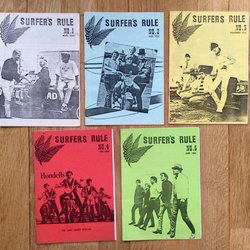 SURFER'S RULE
NO. 1
SURFER'S RULE
NO. 2
SURFER'S RULE
NO. 3
AD
SURFER'S RULE
NO. 4
Hondells
SURFER'S RULE
NO. 5